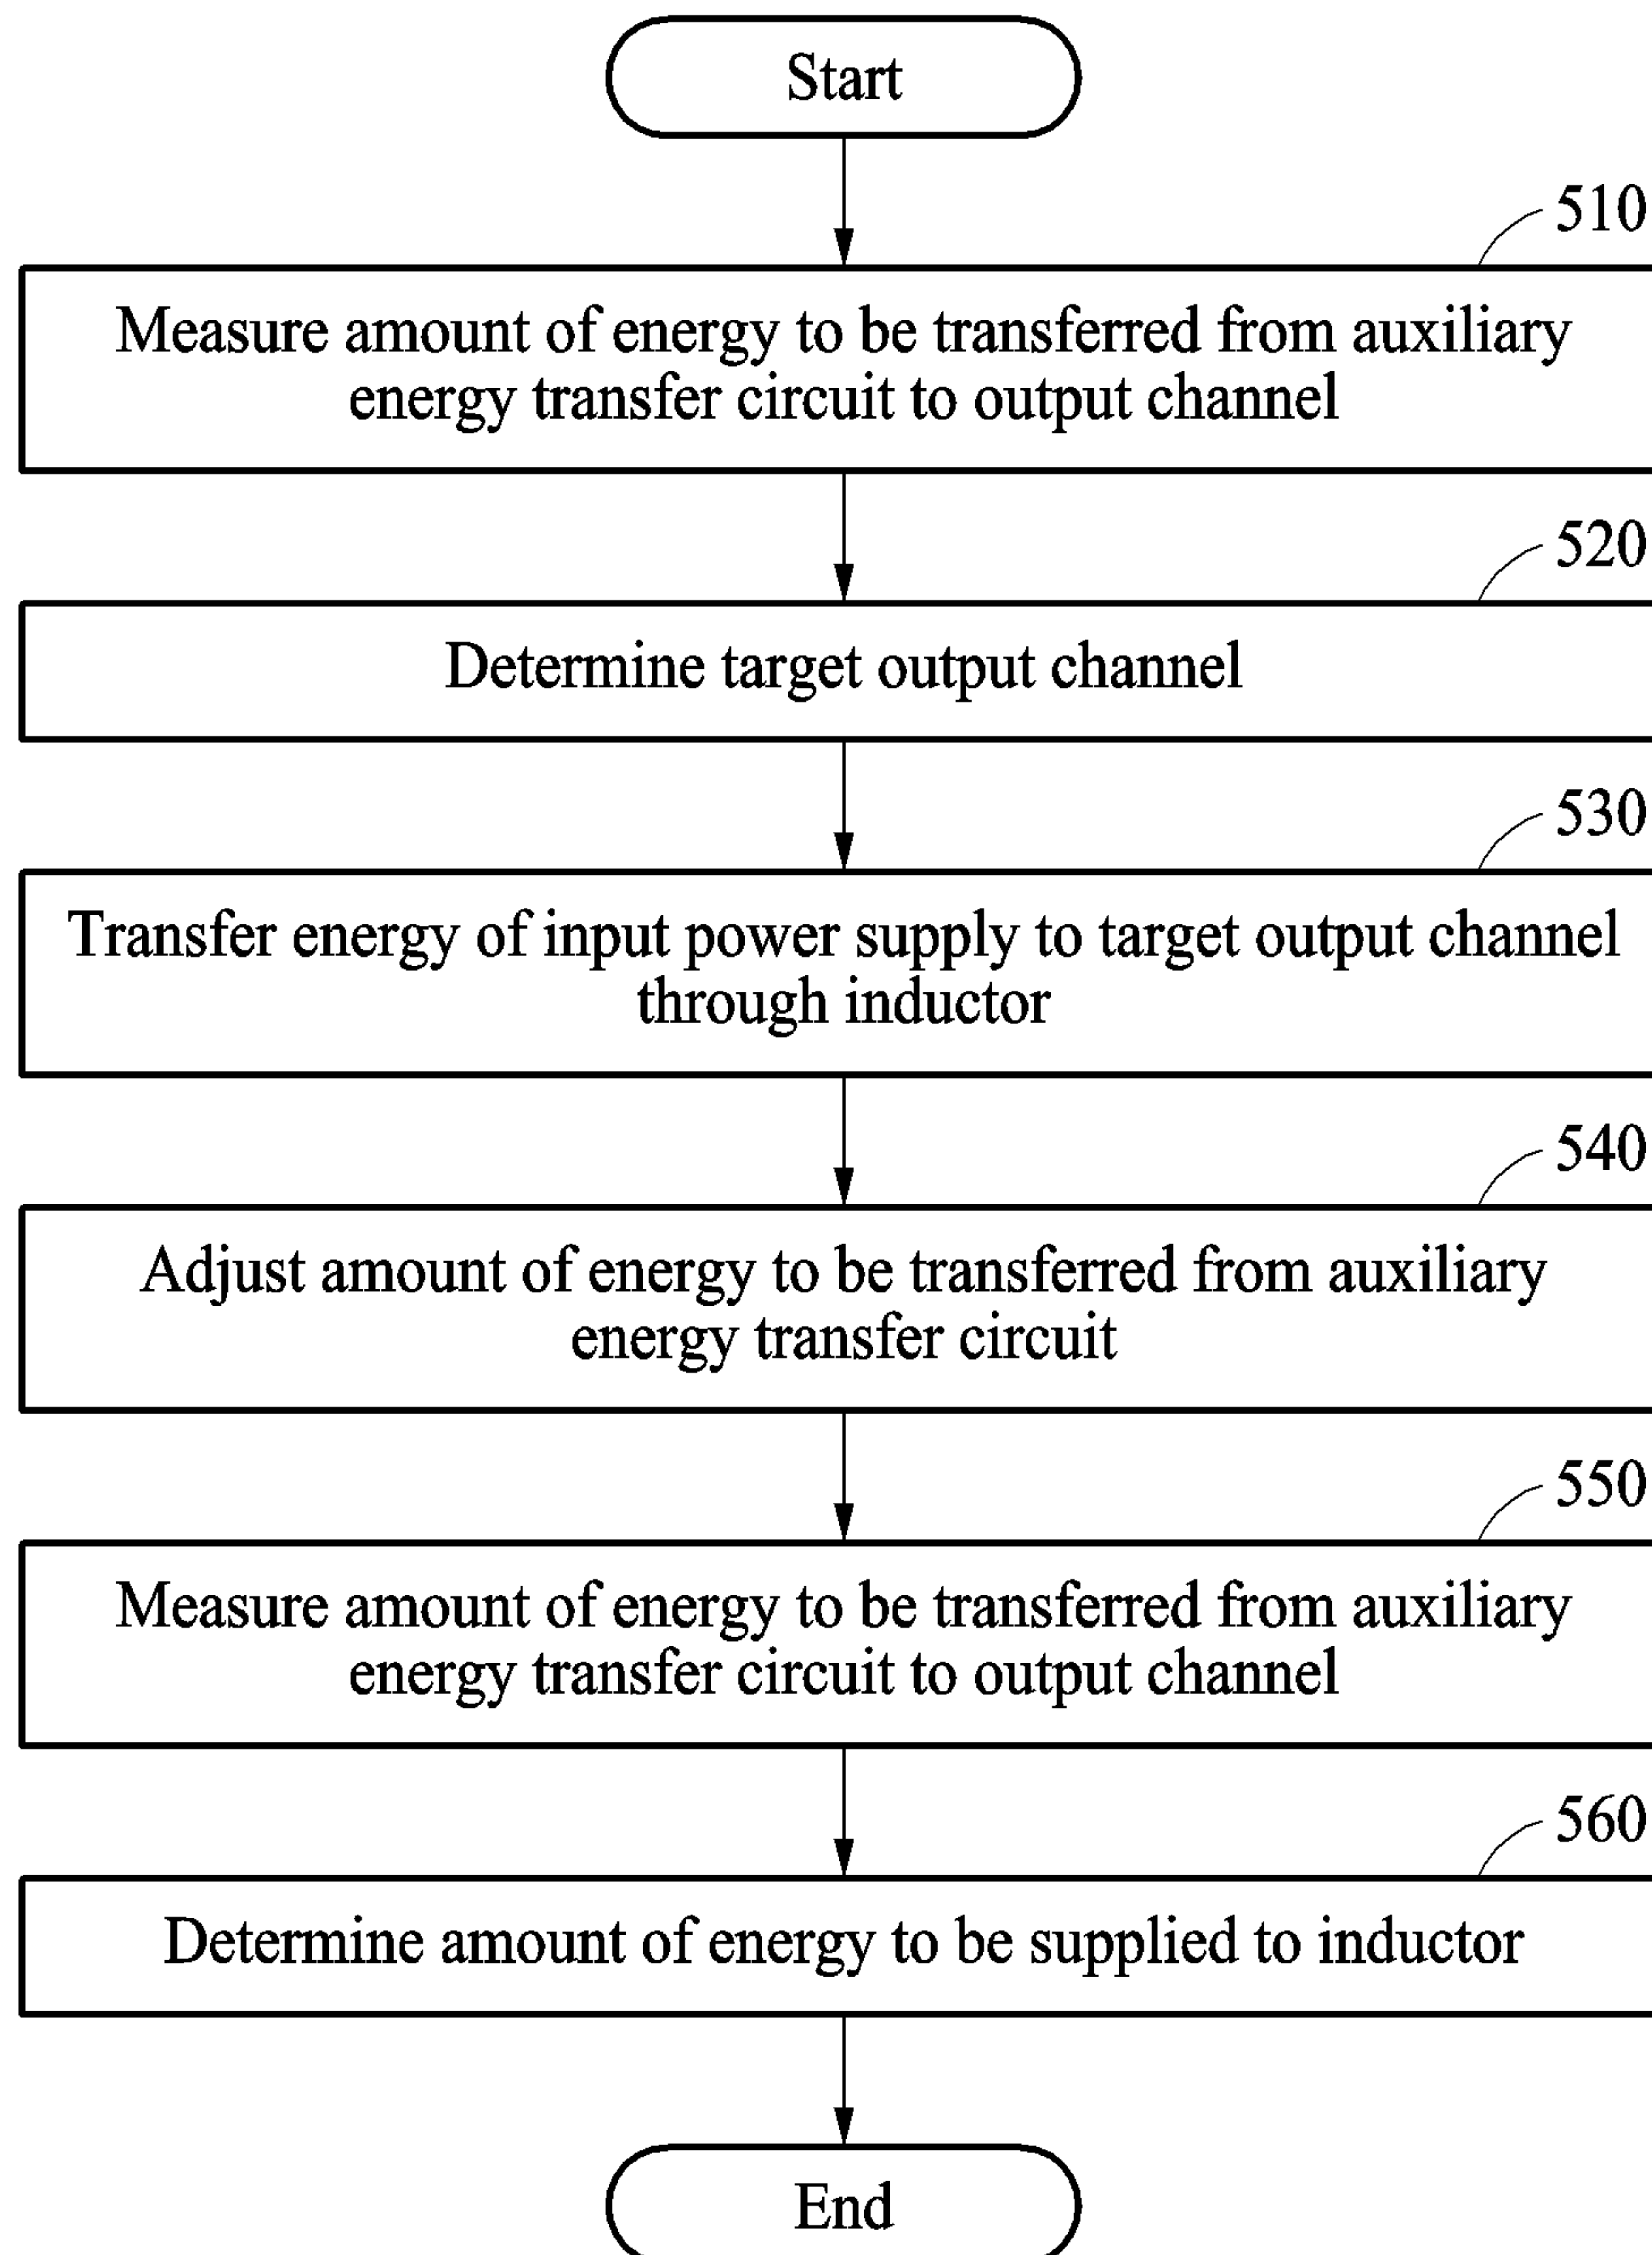 Start
510
Measure amount of energy to be transferred from auxiliary
energy transfer circuit to output channel
520
Determine target output channel
530
Transfer energy of input power supply to target output channel
through inductor
540
Adjust amount of energy to be transferred from auxiliary
energy transfer circuit
550
Measure amount of energy to be transferred from auxiliary
energy transfer circuit to output channel
560
Determine amount of energy to be supplied to inductor
End